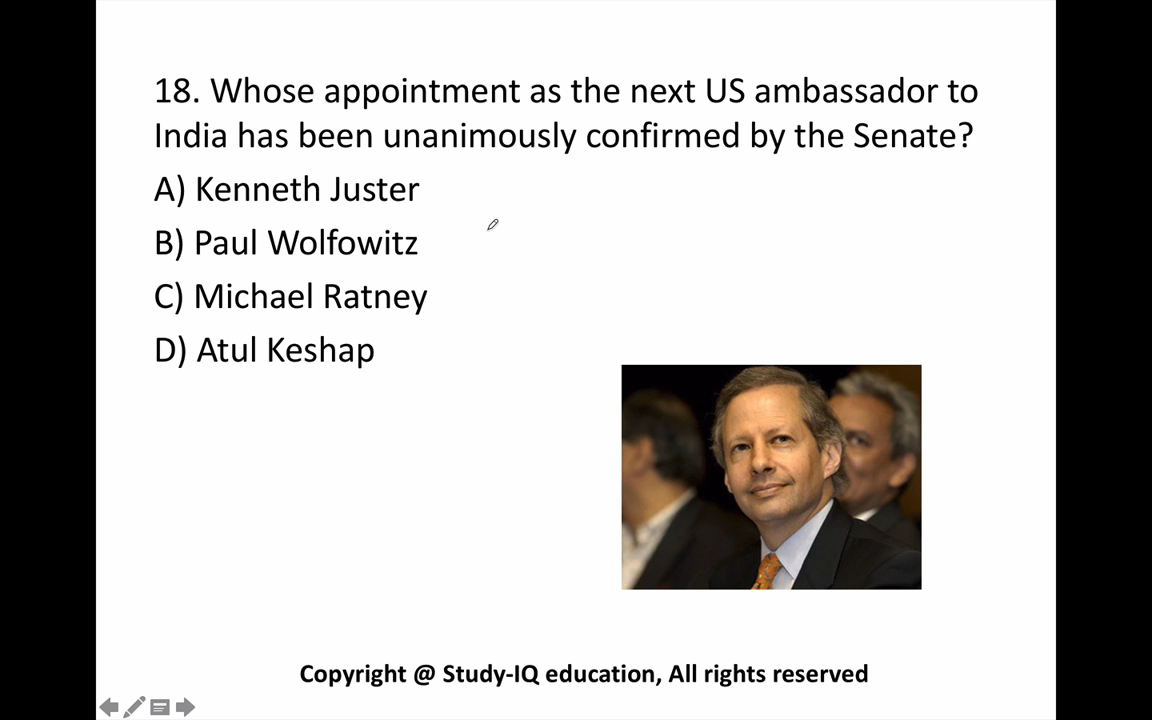 18. Whose appointment as the next US ambassador to
India has been unanimously confirmed by the Senate?
A) Kenneth Juster
B) Paul Wolfowitz
C) Michael Ratney
D) Atul Keshap
Copyright @ Study-IQ education, All rights reserved